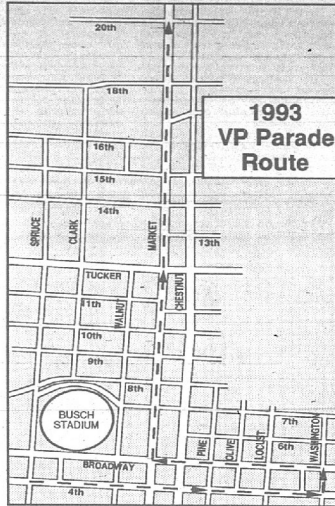 20th
18th
1993
VP Parade
Route
16th
15th
14th
SPRUCE
CLARK
MARKET
13th
TUCKER
CHESTNUT
11th
WALNUT
10th
9th
8th
BUSCH
STADIUM
7th
PINE
OLIVE
LOCUST
6th
WASHINGTON
BROADWAY
4th